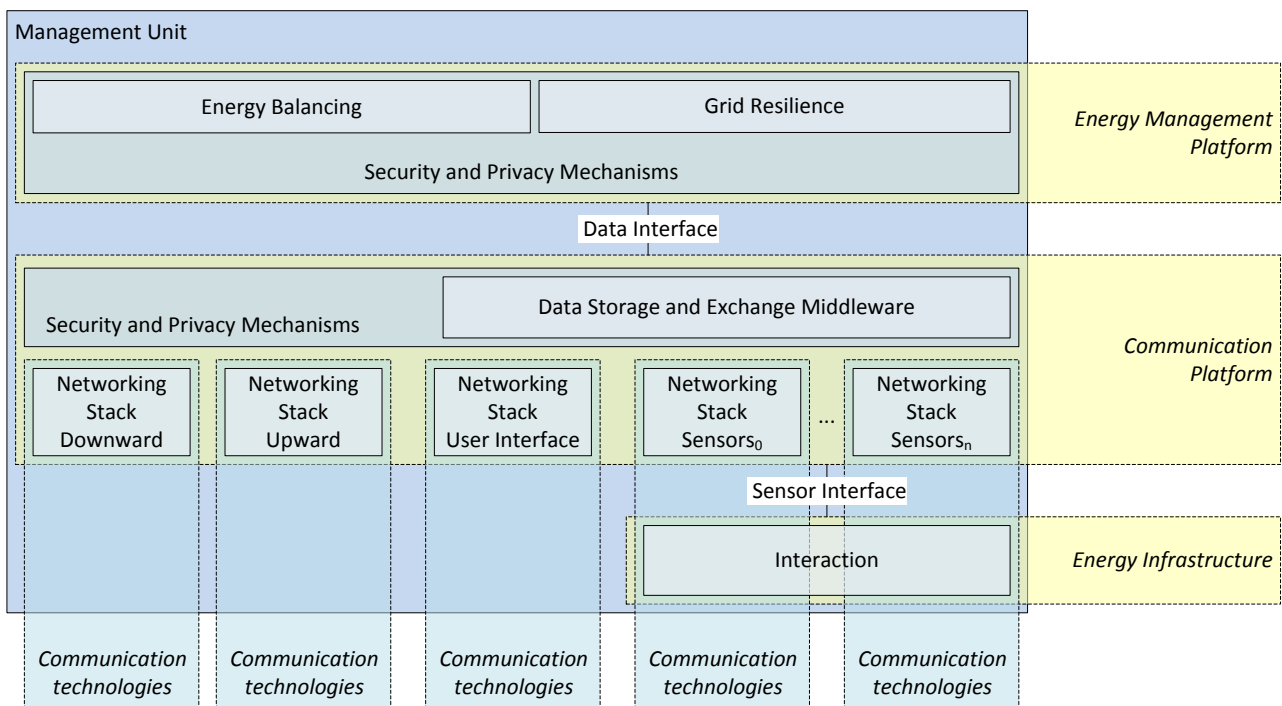 Management Unit
Energy Balancing
Grid Resilience
Energy Management
Platform
Security and Privacy Mechanisms
Data Interface
Data Storage and Exchange Middleware
Security and Privacy Mechanisms
Communication
Platform
Networking
Stack
Downward
Networking
Stack
Upward
Networking
Stack
User Interface
Networking
Stack
Sensors₀
...
Networking
Stack
Sensorsₙ
Sensor Interface
Interaction
Energy Infrastructure
Communication
technologies
Communication
technologies
Communication
technologies
Communication
technologies
Communication
technologies